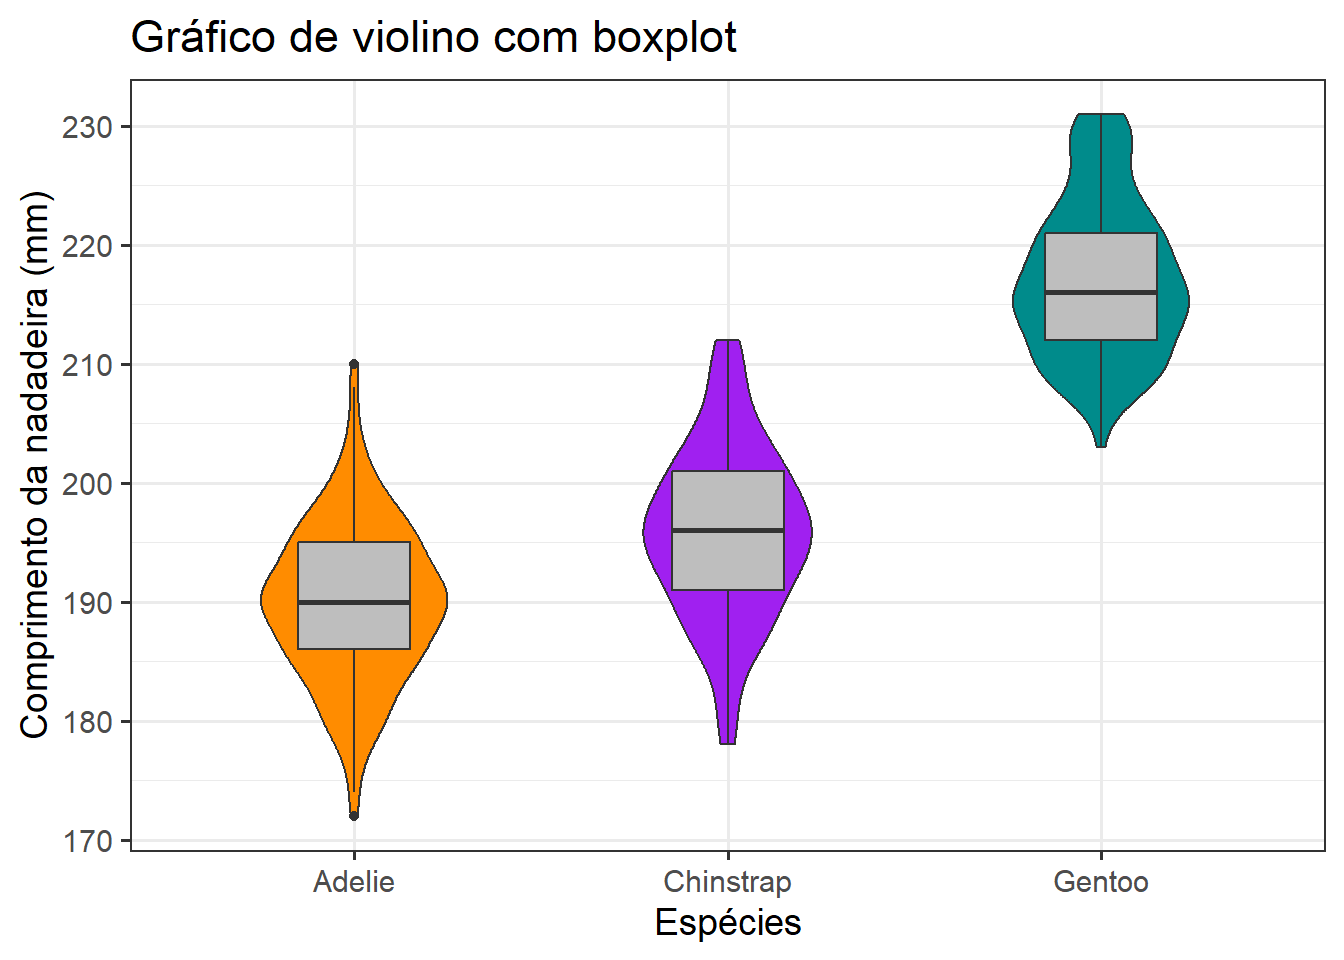 Gráfico de violino com boxplot
Comprimento da nadadeira (mm)
230
220
210
200
190
180
170
Adelie Chinstrap Gentoo
Espécies